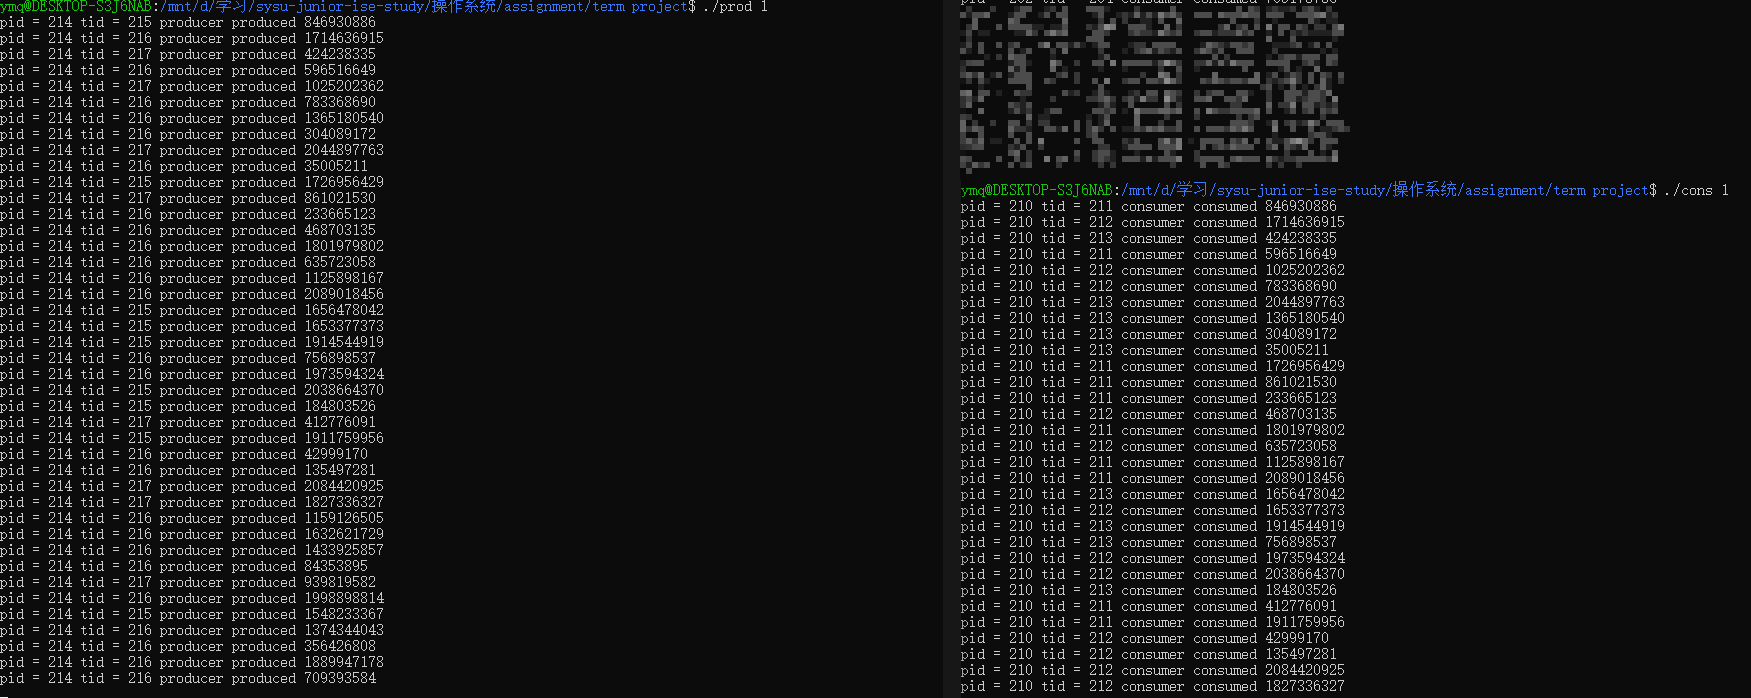 ymq@DESKTOP-S3J6NAB:/mnt/d/学习/sysu-junior-ise-study/操作系统/assignment/term project$ ./prod 1
pid = 214 tid = 215 producer produced 846930886
pid = 214 tid = 216 producer produced 1714636915
pid = 214 tid = 217 producer produced 424238335
pid = 214 tid = 216 producer produced 596516649
pid = 214 tid = 217 producer produced 1025202362
pid = 214 tid = 216 producer produced 783368690
pid = 214 tid = 216 producer produced 1365180540
pid = 214 tid = 216 producer produced 304089172
pid = 214 tid = 217 producer produced 2044897763
pid = 214 tid = 216 producer produced 35005211
pid = 214 tid = 215 producer produced 1726956429
pid = 214 tid = 217 producer produced 861021530
pid = 214 tid = 216 producer produced 233665123
pid = 214 tid = 216 producer produced 468703135
pid = 214 tid = 216 producer produced 1801979802
pid = 214 tid = 216 producer produced 635723058
pid = 214 tid = 216 producer produced 1125898167
pid = 214 tid = 216 producer produced 2089018456
pid = 214 tid = 215 producer produced 1656478042
pid = 214 tid = 215 producer produced 1653377373
pid = 214 tid = 215 producer produced 1914544919
pid = 214 tid = 216 producer produced 756898537
pid = 214 tid = 216 producer produced 1973594324
pid = 214 tid = 215 producer produced 2038664370
pid = 214 tid = 215 producer produced 184803526
pid = 214 tid = 217 producer produced 412776091
pid = 214 tid = 215 producer produced 1911759956
pid = 214 tid = 216 producer produced 42999170
pid = 214 tid = 216 producer produced 135497281
pid = 214 tid = 217 producer produced 2084420925
pid = 214 tid = 217 producer produced 1827336327
pid = 214 tid = 216 producer produced 1159126505
pid = 214 tid = 216 producer produced 1632621729
pid = 214 tid = 216 producer produced 1433925857
pid = 214 tid = 216 producer produced 84353895
pid = 214 tid = 217 producer produced 939819582
pid = 214 tid = 216 producer produced 1998898814
pid = 214 tid = 215 producer produced 1548233367
pid = 214 tid = 216 producer produced 1374344043
pid = 214 tid = 216 producer produced 356426808
pid = 214 tid = 216 producer produced 1889947178
pid = 214 tid = 216 producer produced 709393584
ymq@DESKTOP-S3J6NAB:/mnt/d/学习/sysu-junior-ise-study/操作系统/assignment/term project$ ./cons 1
pid = 210 tid = 211 consumer consumed 846930886
pid = 210 tid = 212 consumer consumed 1714636915
pid = 210 tid = 213 consumer consumed 424238335
pid = 210 tid = 211 consumer consumed 596516649
pid = 210 tid = 212 consumer consumed 1025202362
pid = 210 tid = 212 consumer consumed 783368690
pid = 210 tid = 213 consumer consumed 2044897763
pid = 210 tid = 213 consumer consumed 1365180540
pid = 210 tid = 213 consumer consumed 304089172
pid = 210 tid = 213 consumer consumed 35005211
pid = 210 tid = 211 consumer consumed 1726956429
pid = 210 tid = 211 consumer consumed 861021530
pid = 210 tid = 211 consumer consumed 233665123
pid = 210 tid = 212 consumer consumed 468703135
pid = 210 tid = 211 consumer consumed 1801979802
pid = 210 tid = 212 consumer consumed 635723058
pid = 210 tid = 211 consumer consumed 1125898167
pid = 210 tid = 211 consumer consumed 2089018456
pid = 210 tid = 213 consumer consumed 1656478042
pid = 210 tid = 212 consumer consumed 1653377373
pid = 210 tid = 213 consumer consumed 1914544919
pid = 210 tid = 213 consumer consumed 756898537
pid = 210 tid = 212 consumer consumed 1973594324
pid = 210 tid = 212 consumer consumed 2038664370
pid = 210 tid = 213 consumer consumed 184803526
pid = 210 tid = 211 consumer consumed 412776091
pid = 210 tid = 211 consumer consumed 1911759956
pid = 210 tid = 212 consumer consumed 42999170
pid = 210 tid = 212 consumer consumed 135497281
pid = 210 tid = 212 consumer consumed 2084420925
pid = 210 tid = 212 consumer consumed 1827336327